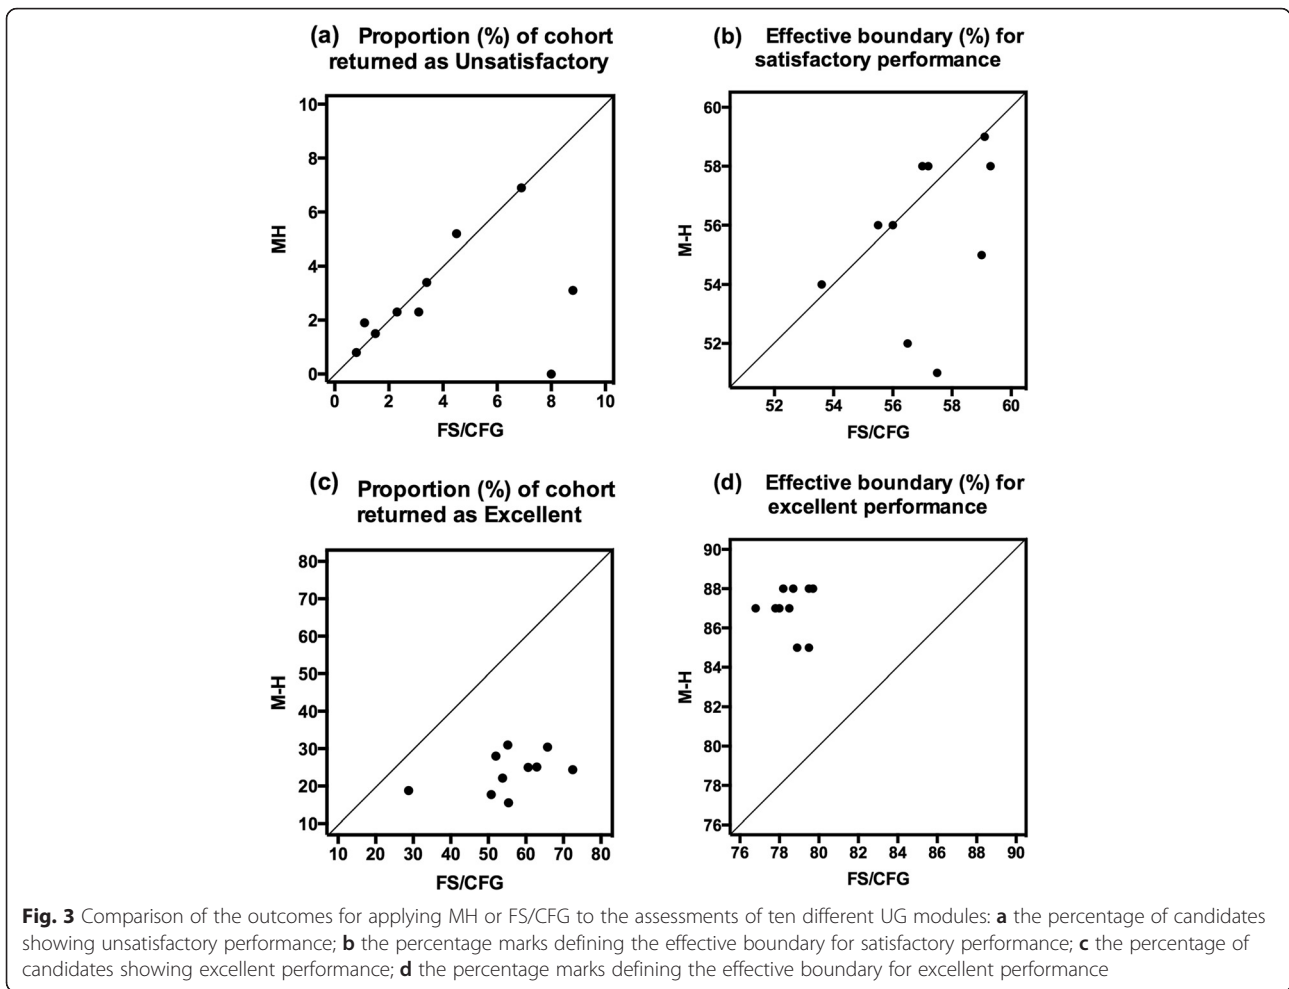 (a) Proportion (%) of cohort
returned as Unsatisfactory
10
8
6
4
2
0
MH
0 2 4 6 8 10
FS/CFG
(b) Effective boundary (%) for
satisfactory performance
60
58
56
54
52
M-H
52 54 56 58 60
FS/CFG
(c) Proportion (%) of cohort
returned as Excellent
80
70
60
50
40
30
20
10
M-H
10 20 30 40 50 60 70 80
FS/CFG
(d) Effective boundary (%) for
excellent performance
90
88
86
84
82
80
78
76
M-H
76 78 80 82 84 86 88 90
FS/CFG
Fig. 3 Comparison of the outcomes for applying MH or FS/CFG to the assessments of ten different UG modules: a the percentage of candidates
showing unsatisfactory performance; b the percentage marks defining the effective boundary for satisfactory performance; c the percentage of
candidates showing excellent performance; d the percentage marks defining the effective boundary for excellent performance